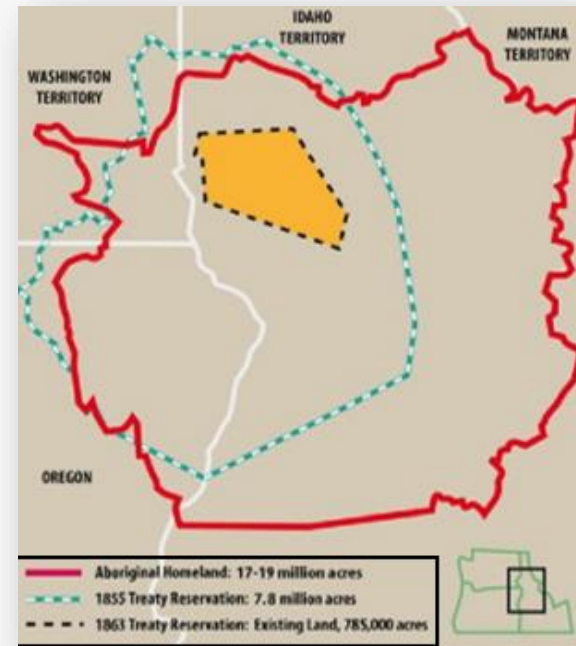 IDAHO
TERRITORY
MONTANA
TERRITORY
WASHINGTON
TERRITORY
OREGON
Aboriginal Homeland: 17-19 million acres
1855 Treaty Reservation: 7.8 million acres
1863 Treaty Reservation: Existing Land, 785,000 acres